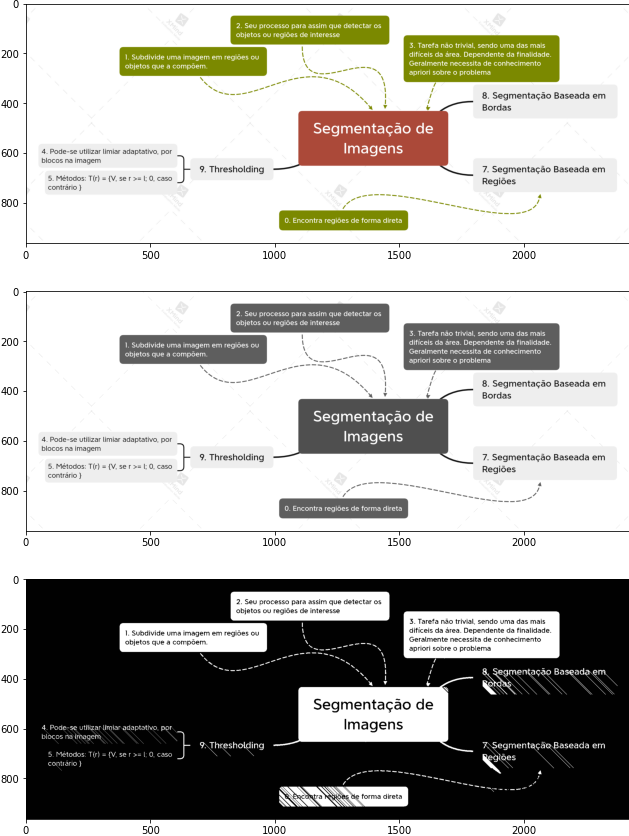 0
200
400
600
800
2. Seu processo para assim que detectar os
objetos ou regiões de interesse
1. Subdivide uma imagem em regiões ou
objetos que a compõem.
3. Tarefa não trivial, sendo uma das mais
difíceis da área. Dependente da finalidade.
Geralmente necessita de conhecimento
apriori sobre o problema
8. Segmentação Baseada em
Bordas
Segmentação de
Imagens
4. Pode-se utilizar limiar adaptativo, por
blocos na imagem
9. Thresholding
7. Segmentação Baseada em
Regiões
5. Métodos: T(r) = {V, se r >= l; 0, caso
contrário }
0. Encontra regiões de forma direta
0 500 1000 1500 2000
0
200
400
600
800
2. Seu processo para assim que detectar os
objetos ou regiões de interesse
1. Subdivide uma imagem em regiões ou
objetos que a compõem.
3. Tarefa não trivial, sendo uma das mais
difíceis da área. Dependente da finalidade.
Geralmente necessita de conhecimento
apriori sobre o problema
8. Segmentação Baseada em
Bordas
Segmentação de
Imagens
4. Pode-se utilizar limiar adaptativo, por
blocos na imagem
9. Thresholding
7. Segmentação Baseada em
Regiões
5. Métodos: T(r) = {V, se r >= l; 0, caso
contrário }
0. Encontra regiões de forma direta
0 500 1000 1500 2000
0
200
400
600
800
2. Seu processo para assim que detectar os
objetos ou regiões de interesse
1. Subdivide uma imagem em regiões ou
objetos que a compõem.
3. Tarefa não trivial, sendo uma das mais
difíceis da área. Dependente da finalidade.
Geralmente necessita de conhecimento
apriori sobre o problema
8. Segmentação Baseada em
Bordas
Segmentação de
Imagens
4. Pode-se utilizar limiar adaptativo, por
blocos na imagem
9. Thresholding
7. Segmentação Baseada em
Regiões
5. Métodos: T(r) = {V, se r >= l; 0, caso
contrário }
0. Encontra regiões de forma direta
0 500 1000 1500 2000